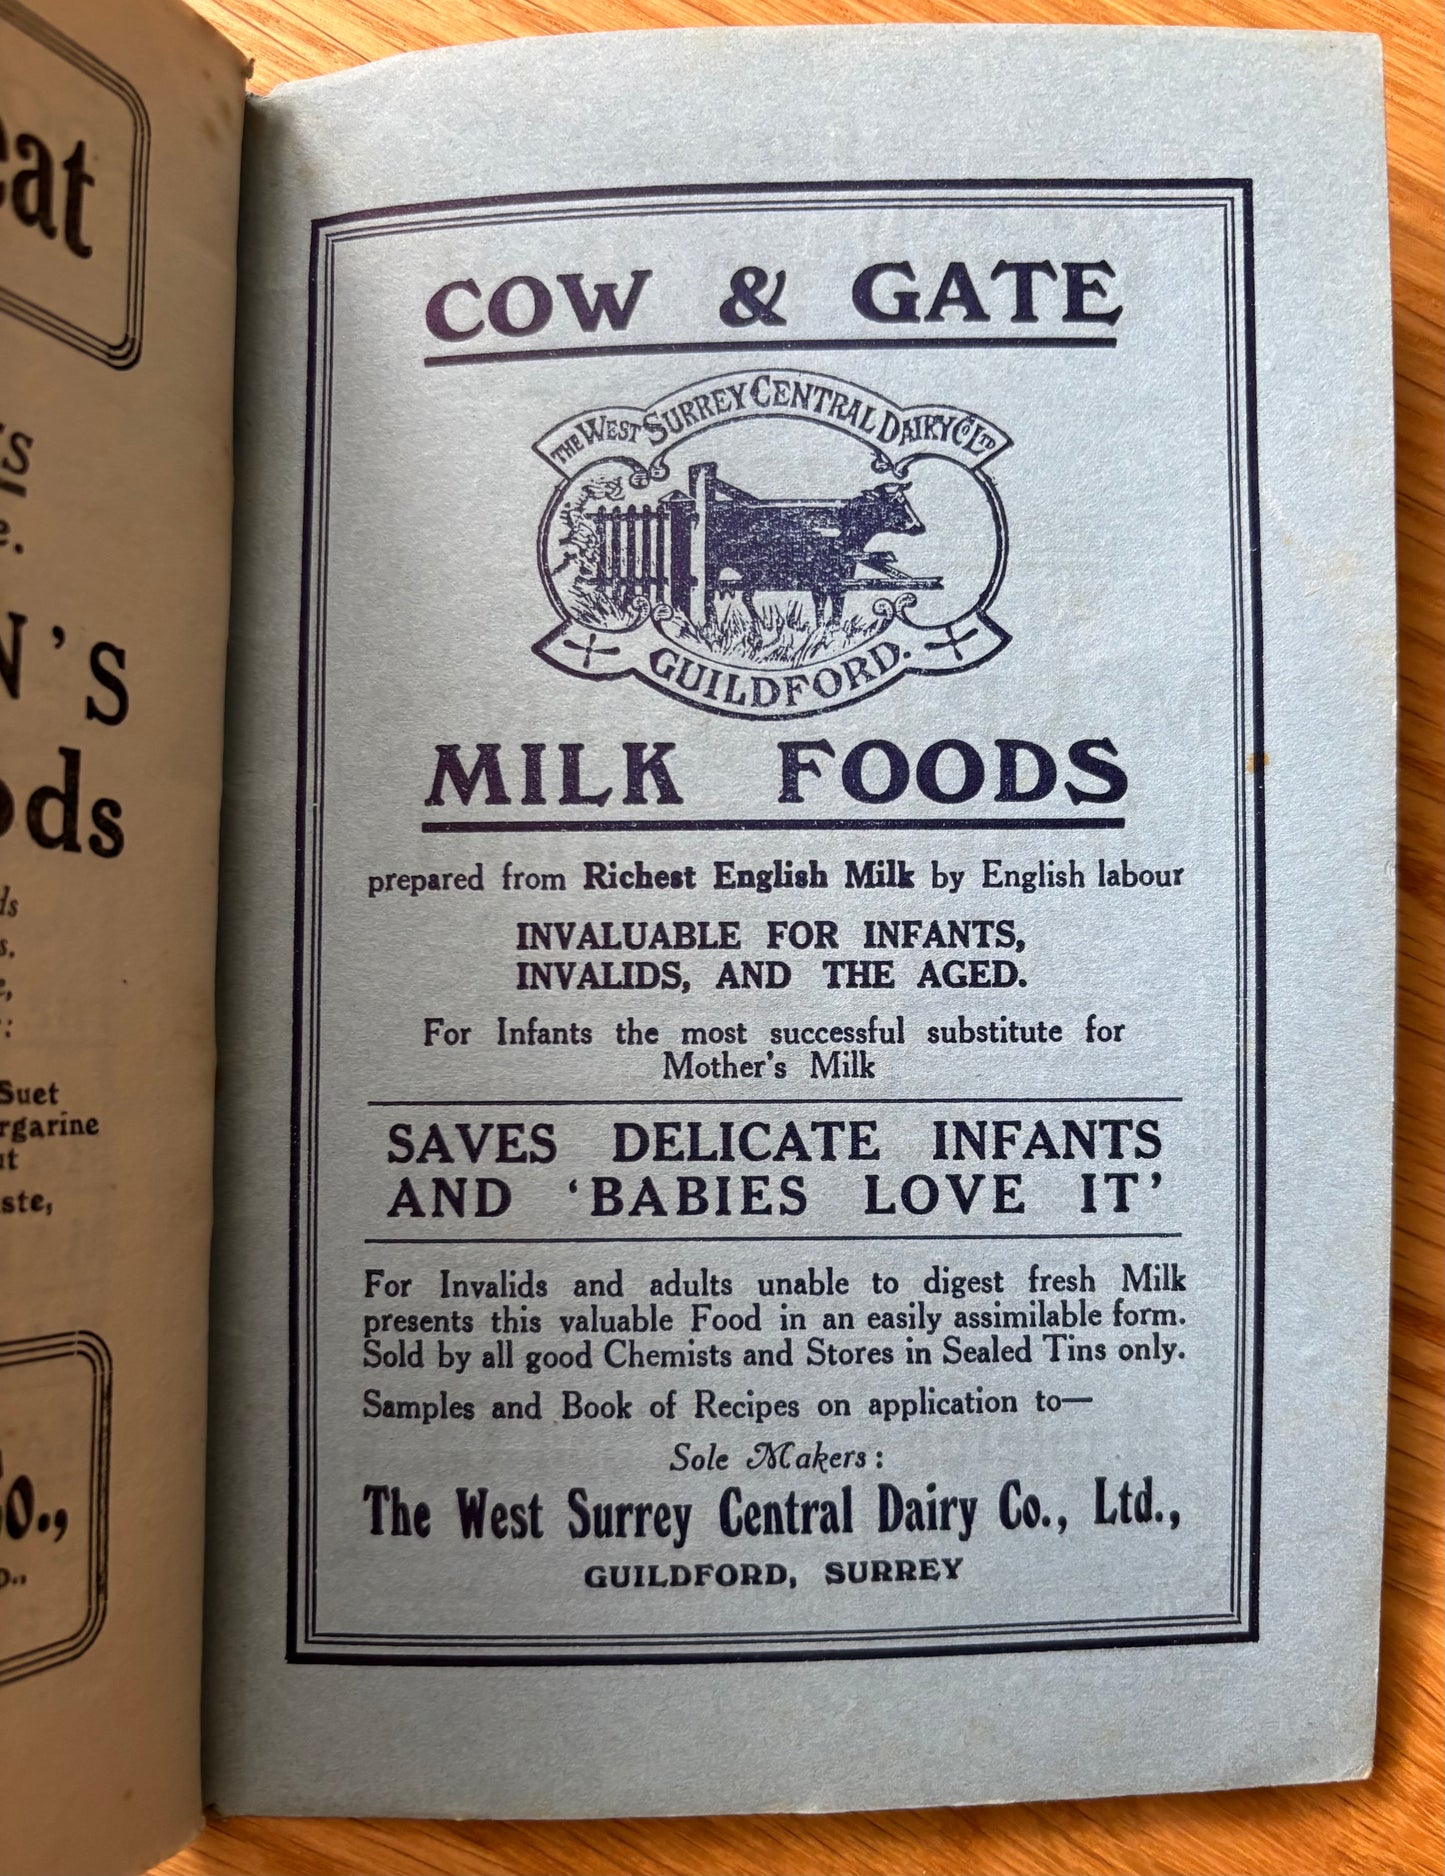 eat
N's
ds
Suet
COW & GATE
THE WEST SURREY CENTRAL DAIRY Co LTD
GUILDFORD.
MILK FOODS
prepared from Richest English Milk by English labour
INVALUABLE FOR INFANTS,
INVALIDS, AND THE AGED.
For Infants the most successful substitute for
Mother's Milk
SAVES DELICATE INFANTS
AND ‘BABIES LOVE IT’
For Invalids and adults unable to digest fresh Milk
presents this valuable Food in an easily assimilable form.
Sold by all good Chemists and Stores in Sealed Tins only.
Samples and Book of Recipes on application to—
Sole Makers:
The West Surrey Central Dairy Co., Ltd.,
GUILDFORD, SURREY